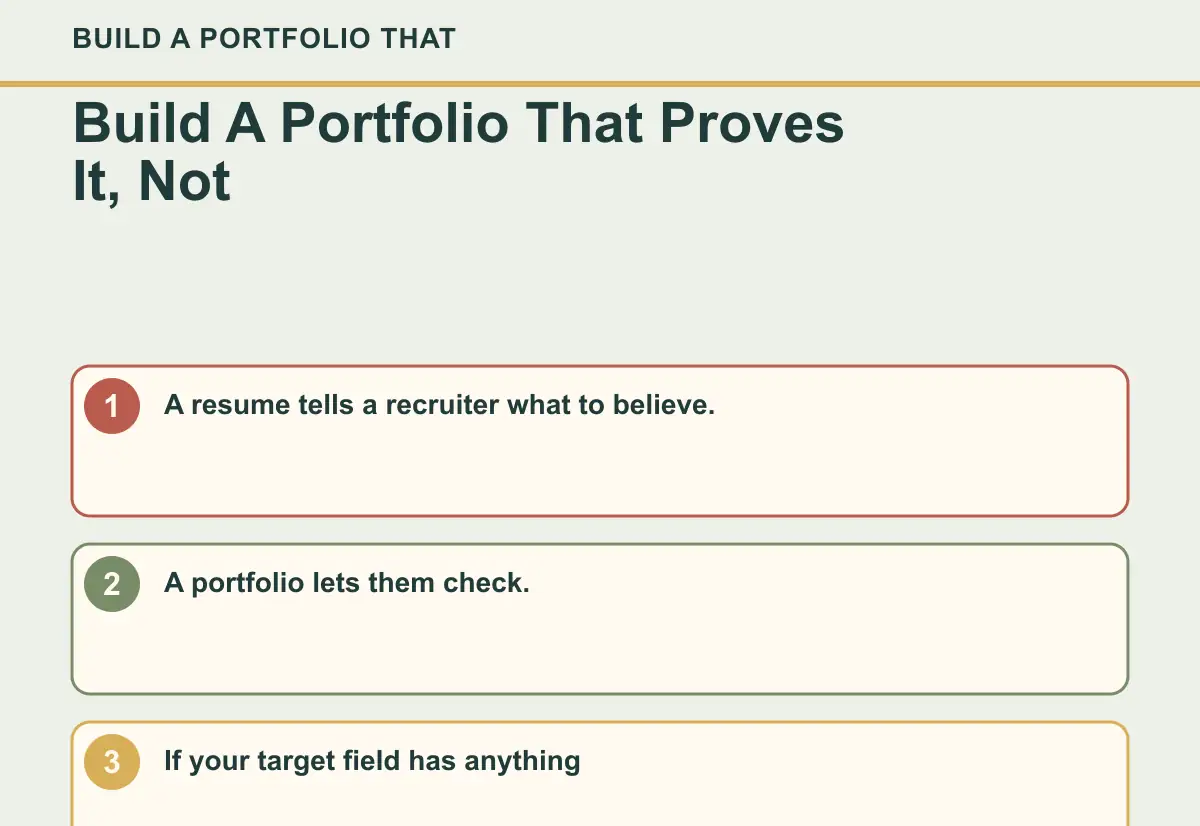 BUILD A PORTFOLIO THAT
Build A Portfolio That Proves
It, Not
1
A resume tells a recruiter what to believe.
2
A portfolio lets them check.
3
If your target field has anything